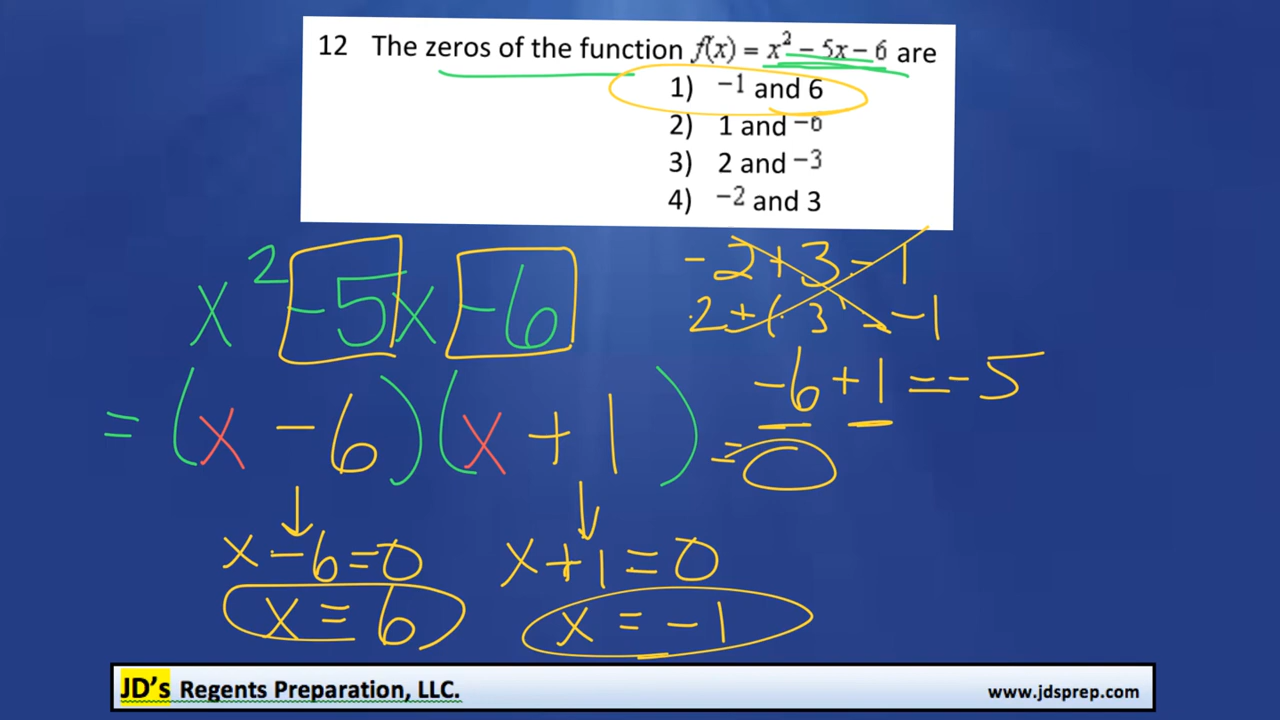 12 The zeros of the function f(x) = x² − 5x − 6 are
1) −1 and 6
2) 1 and −6
3) 2 and −3
4) −2 and 3
-2 + 3 = 1
2 + (-3) = -1
x² -5x -6
-6 + 1 = -5
= (x - 6)(x + 1) = 0
x - 6 = 0 x + 1 = 0
x = 6 x = -1
JD's Regents Preparation, LLC. www.jdsprep.com